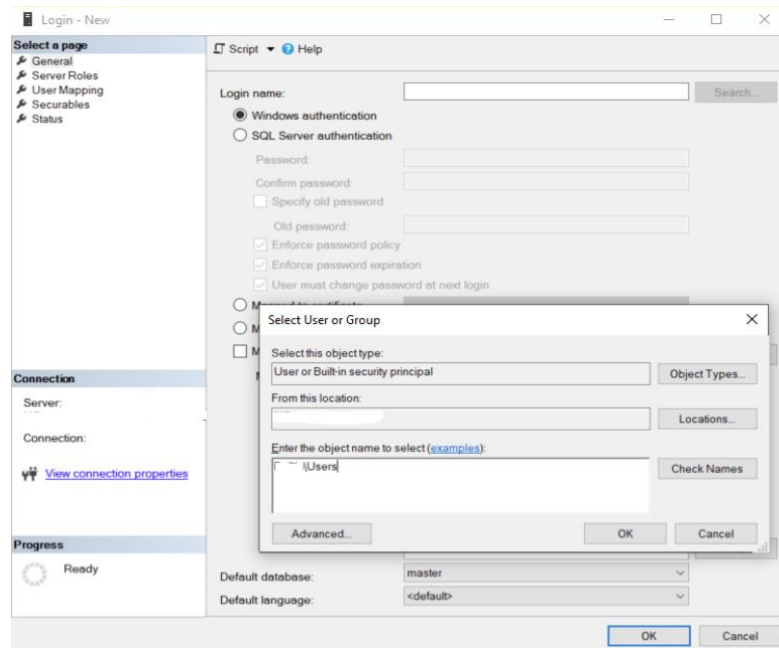 Login - New
Select a page
General
Server Roles
User Mapping
Securables
Status
Script Help
Login name: Search...
Windows authentication
SQL Server authentication
Password:
Confirm password:
Specify old password
Old password:
Enforce password policy
Enforce password expiration
User must change password at next login
Select User or Group
Select this object type:
User or Built-in security principal Object Types...
From this location:
Locations...
Enter the object name to select (examples):
\Users Check Names
Advanced... OK Cancel
Connection
Server:
Connection:
View connection properties
Progress
Ready
Default database: master
Default language: <default>
OK Cancel